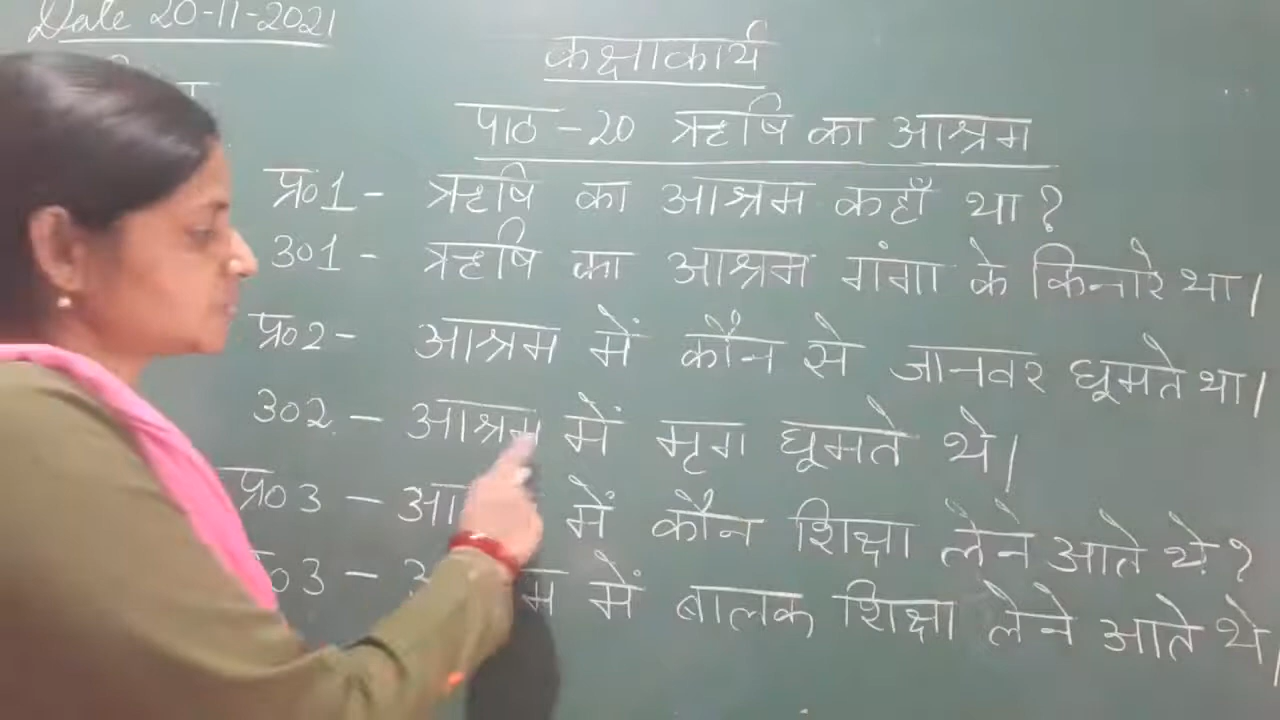 Date 20-11-2021
कक्षाकार्य
पाठ - 20 ऋषि का आश्रम
प्र०1 - ऋषि का आश्रम कहाँ था ?
उ०1 - ऋषि का आश्रम गंगा के किनारे था।
प्र०2 - आश्रम में कौन से जानवर घूमते था।
उ०2. - आश्रम में मृग घूमते थे।
प्र०3 - में कौन शिक्षा लेने आते थे ?
में बालक शिक्षा लेने आते थे।